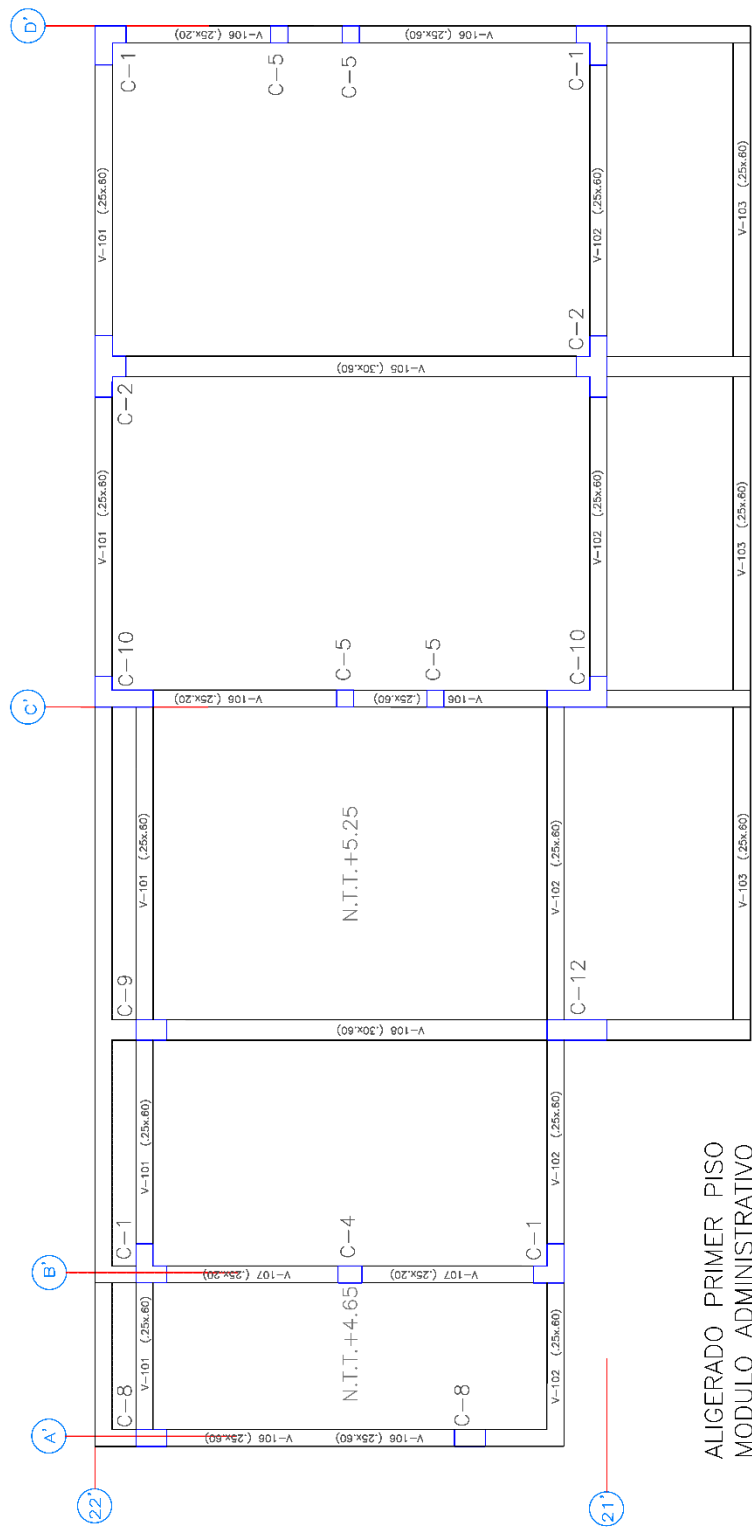 A'
B'
C'
D'
22'
V-101 (.25x.60)
V-101 (.25x.60)
C-8
C-1
C-9
C-10
C-2
C-1
V-101 (.25x.60)
V-101 (.25x.60)
V-101 (.25x.60)
V-106 (.25x.60)
V-107 (.25x.20)
V-106 (.25x.20)
V-106 (.25x.20)
C-5
N.T.T.+4.65
C-4
N.T.T.+5.25
C-5
C-5
V-106 (.25x.60)
V-107 (.25x.20)
V-108 (.30x.60)
V-106 (.25x.60)
V-105 (.30x.60)
V-106 (.25x.60)
C-5
C-8
C-1
V-102 (.25x.60)
V-102 (.25x.60)
V-102 (.25x.60)
C-12
C-10
C-2
C-1
V-102 (.25x.60)
V-102 (.25x.60)
21'
V-103 (.25x.60)
V-103 (.25x.60)
V-103 (.25x.60)
ALIGERADO PRIMER PISO
MODULO ADMINISTRATIVO